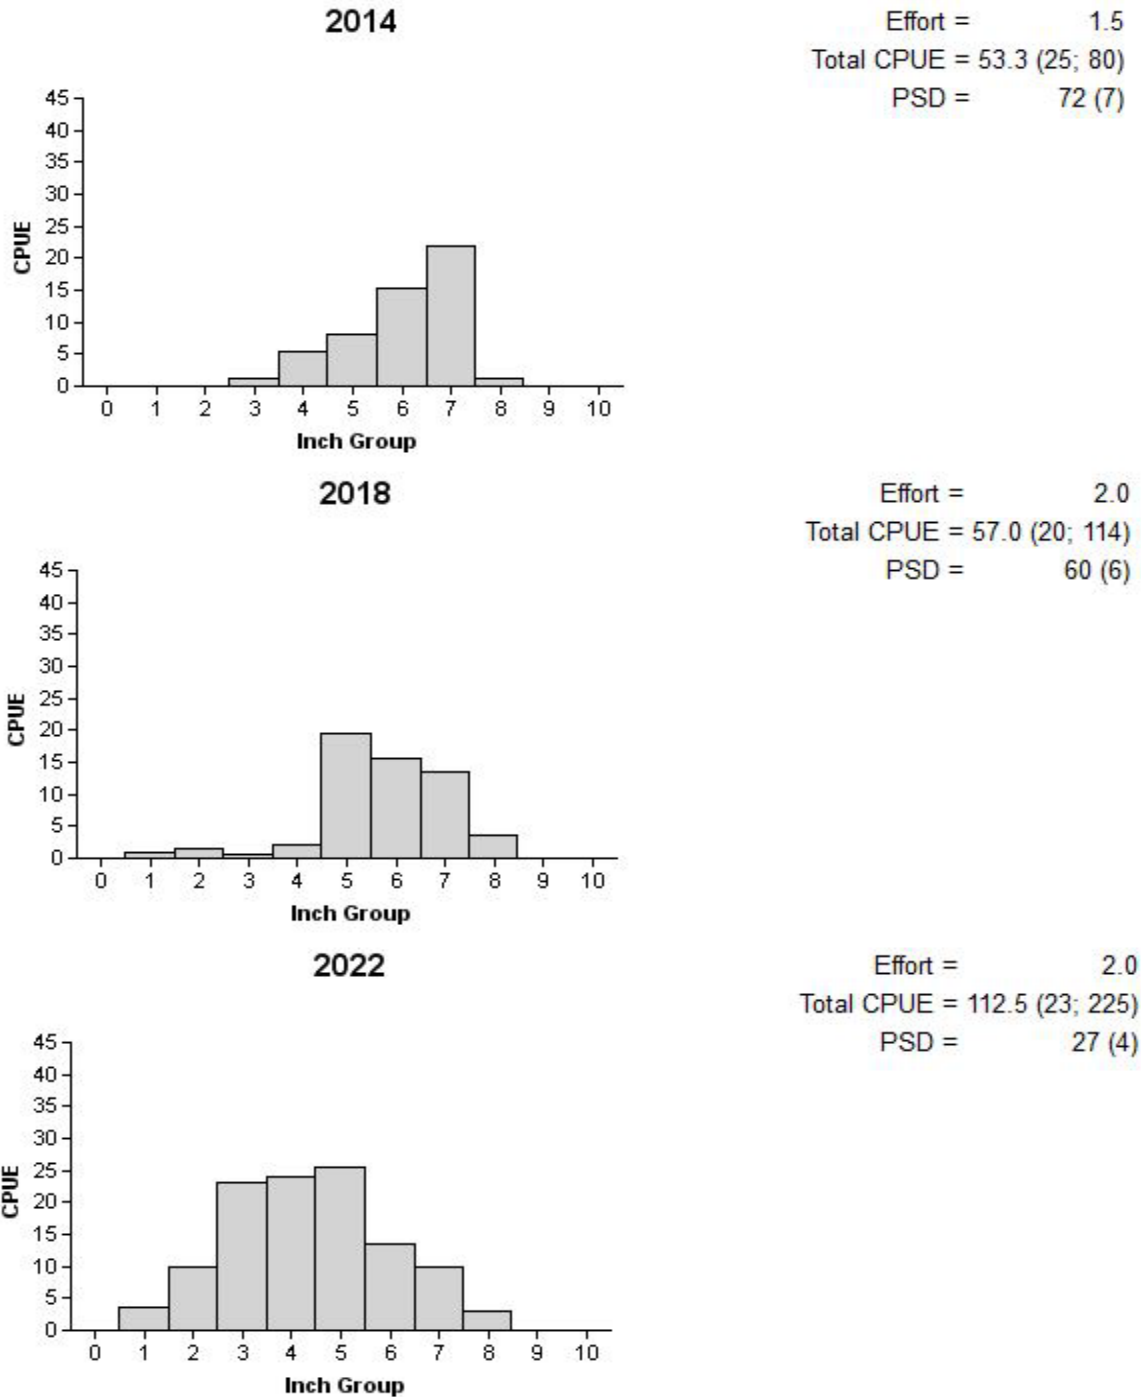 2014
Effort = 1.5
Total CPUE = 53.3 (25; 80)
PSD = 72 (7)
45
40
35
30
25
20
15
10
5
0
CPUE
0 1 2 3 4 5 6 7 8 9 10
Inch Group
2018
Effort = 2.0
Total CPUE = 57.0 (20; 114)
PSD = 60 (6)
45
40
35
30
25
20
15
10
5
0
CPUE
0 1 2 3 4 5 6 7 8 9 10
Inch Group
2022
Effort = 2.0
Total CPUE = 112.5 (23; 225)
PSD = 27 (4)
45
40
35
30
25
20
15
10
5
0
CPUE
0 1 2 3 4 5 6 7 8 9 10
Inch Group